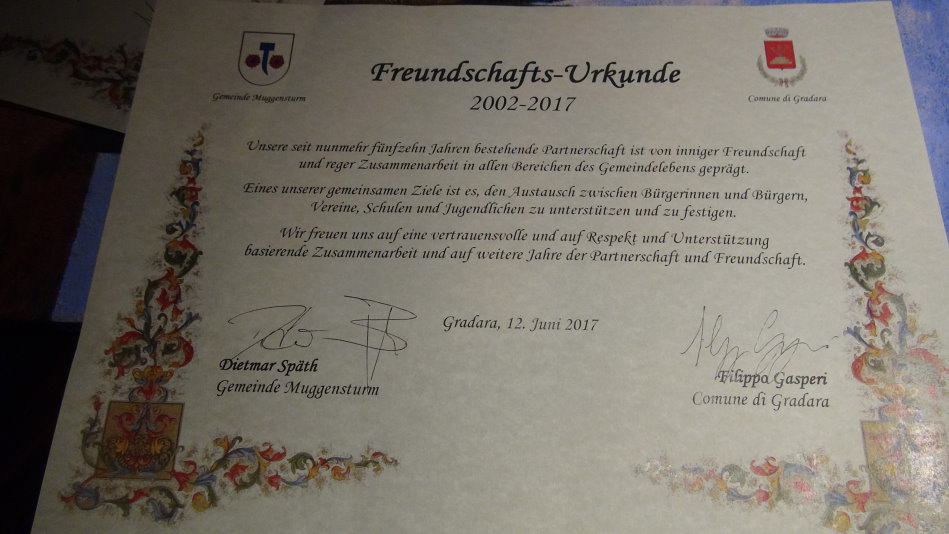 Freundschafts-Urkunde
2002-2017
Gemeinde Muggensturm
Comune di Gradara
Unsere seit nunmehr fünfzehn Jahren bestehende Partnerschaft ist von inniger Freundschaft
und reger Zusammenarbeit in allen Bereichen des Gemeindelebens geprägt.
Eines unserer gemeinsamen Ziele ist es, den Austausch zwischen Bürgerinnen und Bürgern,
Vereine, Schulen und Jugendlichen zu unterstützen und zu festigen.
Wir freuen uns auf eine vertrauensvolle und auf Respekt und Unterstützung
basierende Zusammenarbeit und auf weitere Jahre der Partnerschaft und Freundschaft.
Gradara, 12. Juni 2017
Dietmar Späth
Gemeinde Muggensturm
Filippo Gasperi
Comune di Gradara